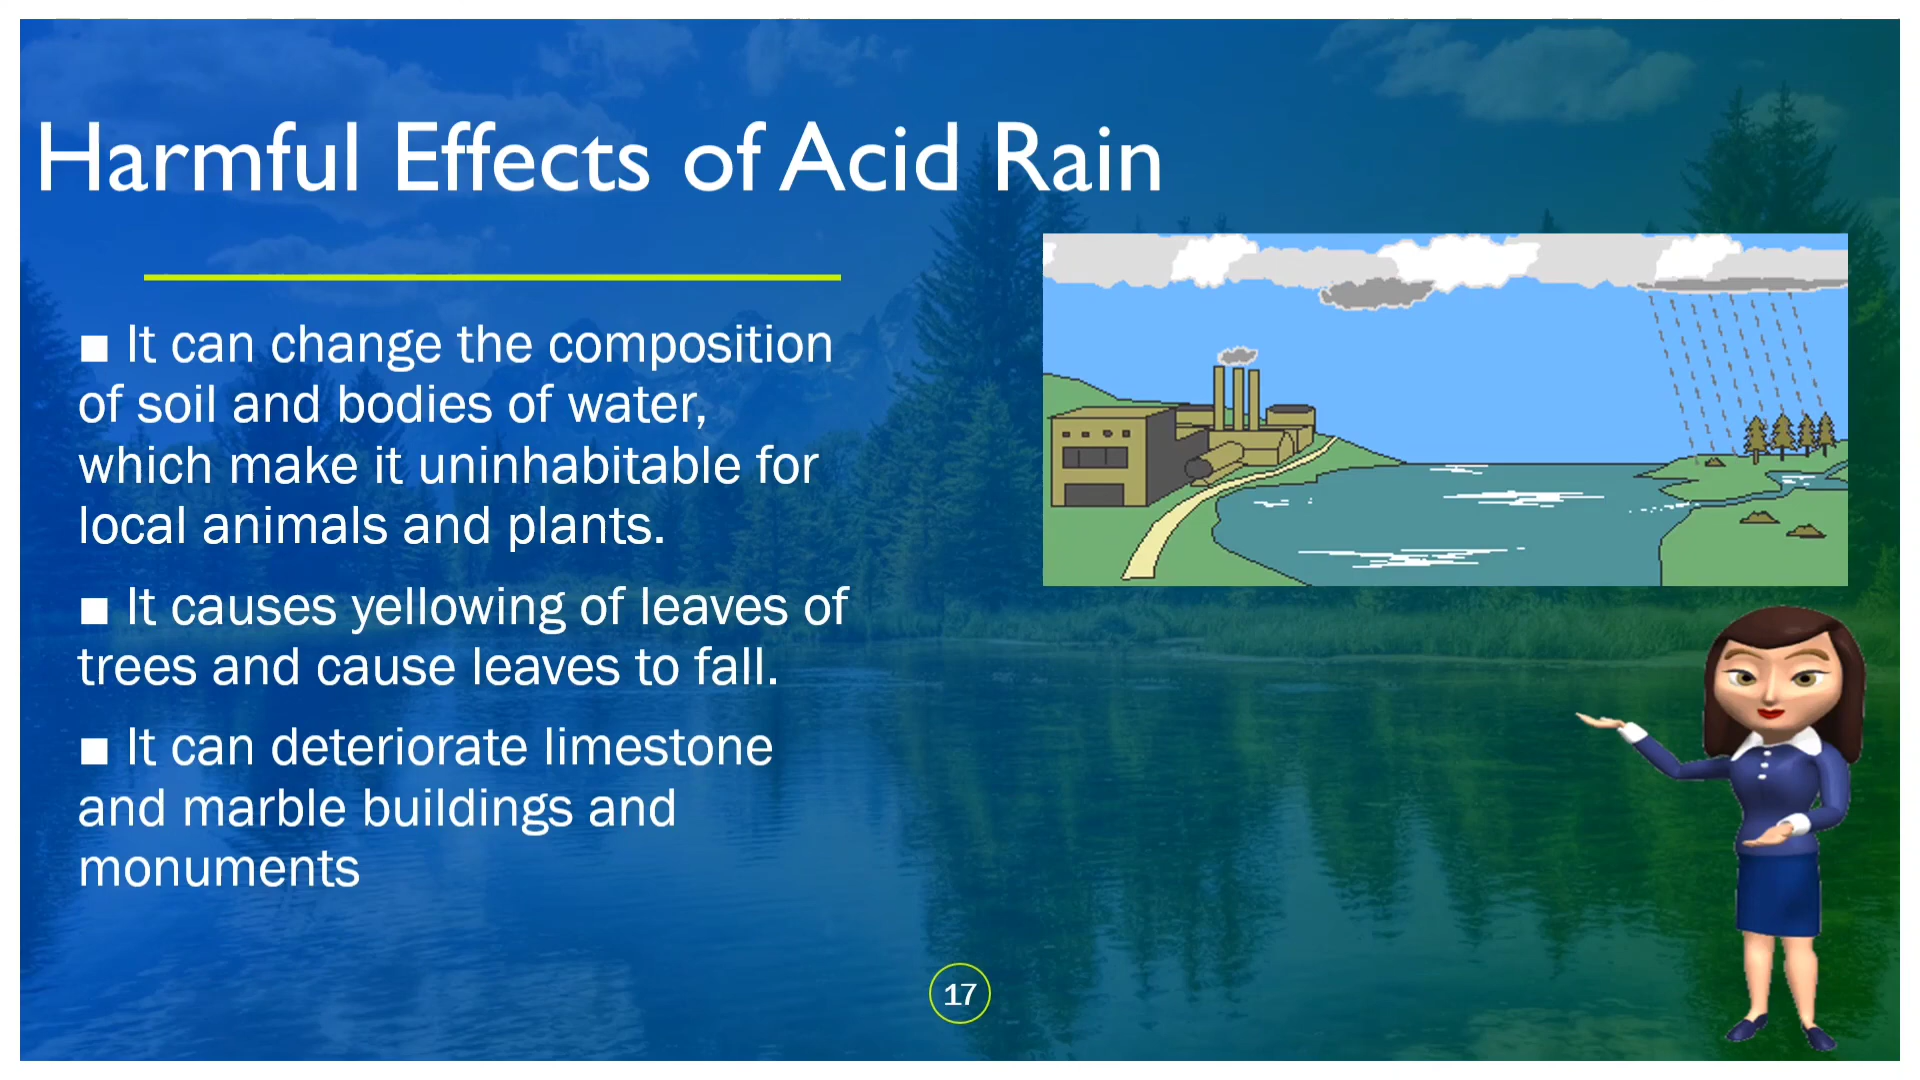 Harmful Effects of Acid Rain
▪ It can change the composition
of soil and bodies of water,
which make it uninhabitable for
local animals and plants.
▪ It causes yellowing of leaves of
trees and cause leaves to fall.
▪ It can deteriorate limestone
and marble buildings and
monuments
17